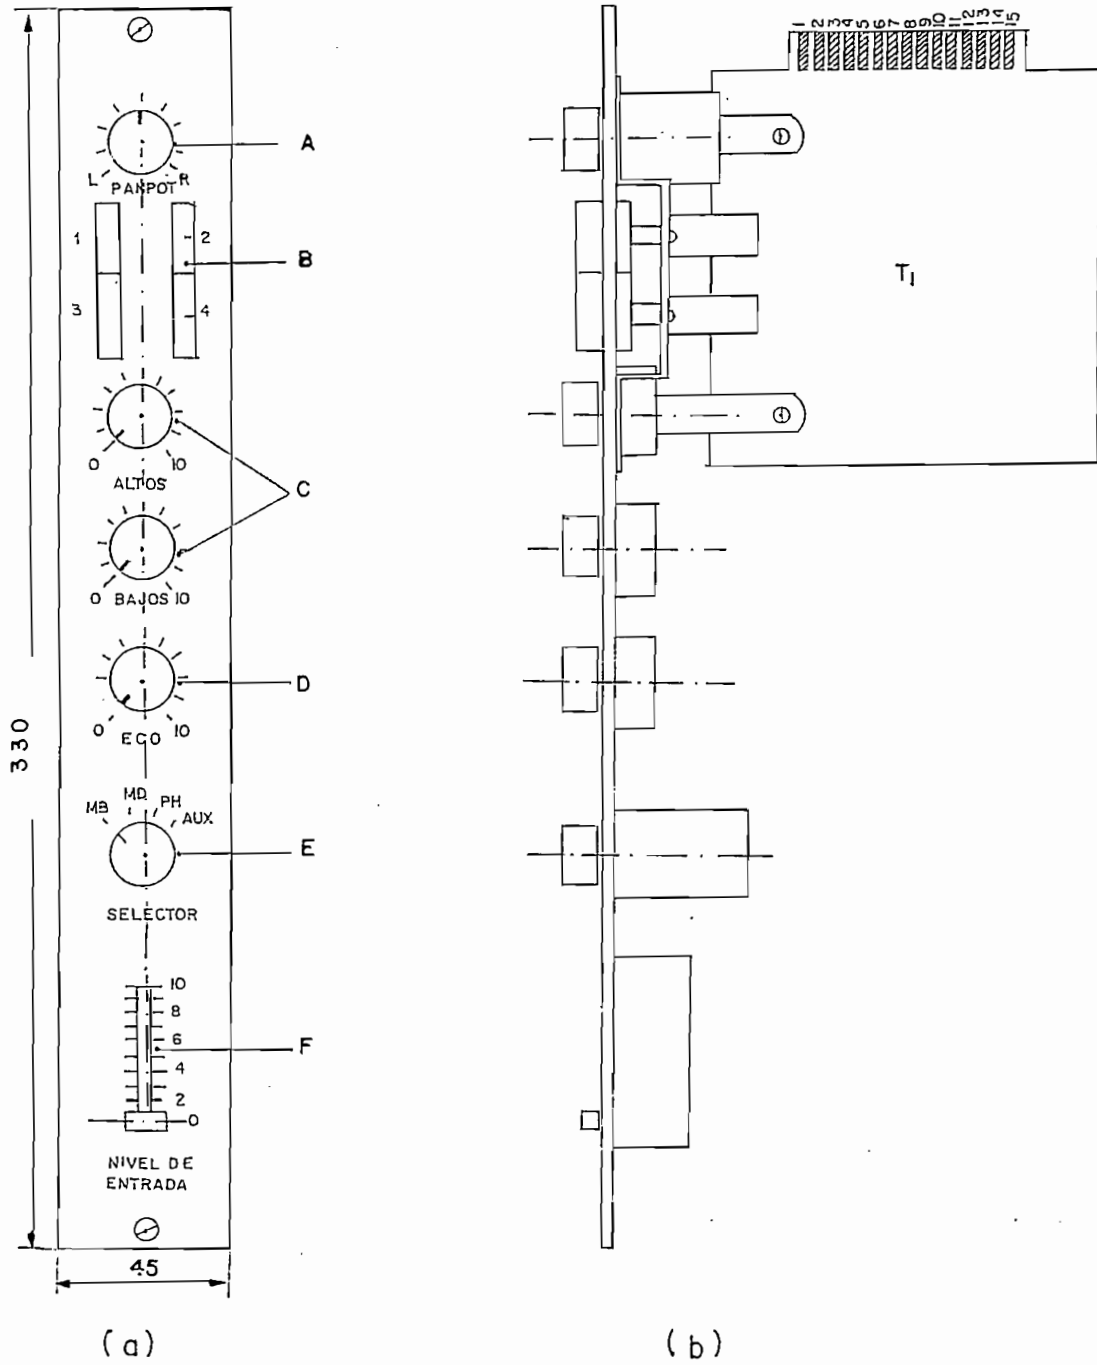 1 2 3 4 5 6 7 8 9 10 11 12 13 14 15
A
L PANPOT R
1 2
B
3 4
T1
0 10
ALTOS
C
0 BAJOS 10
D
0 ECO 10
330
MB MD PH AUX
E
SELECTOR
10
8
6
F
4
2
0
NIVEL DE
ENTRADA
45
(a) (b)